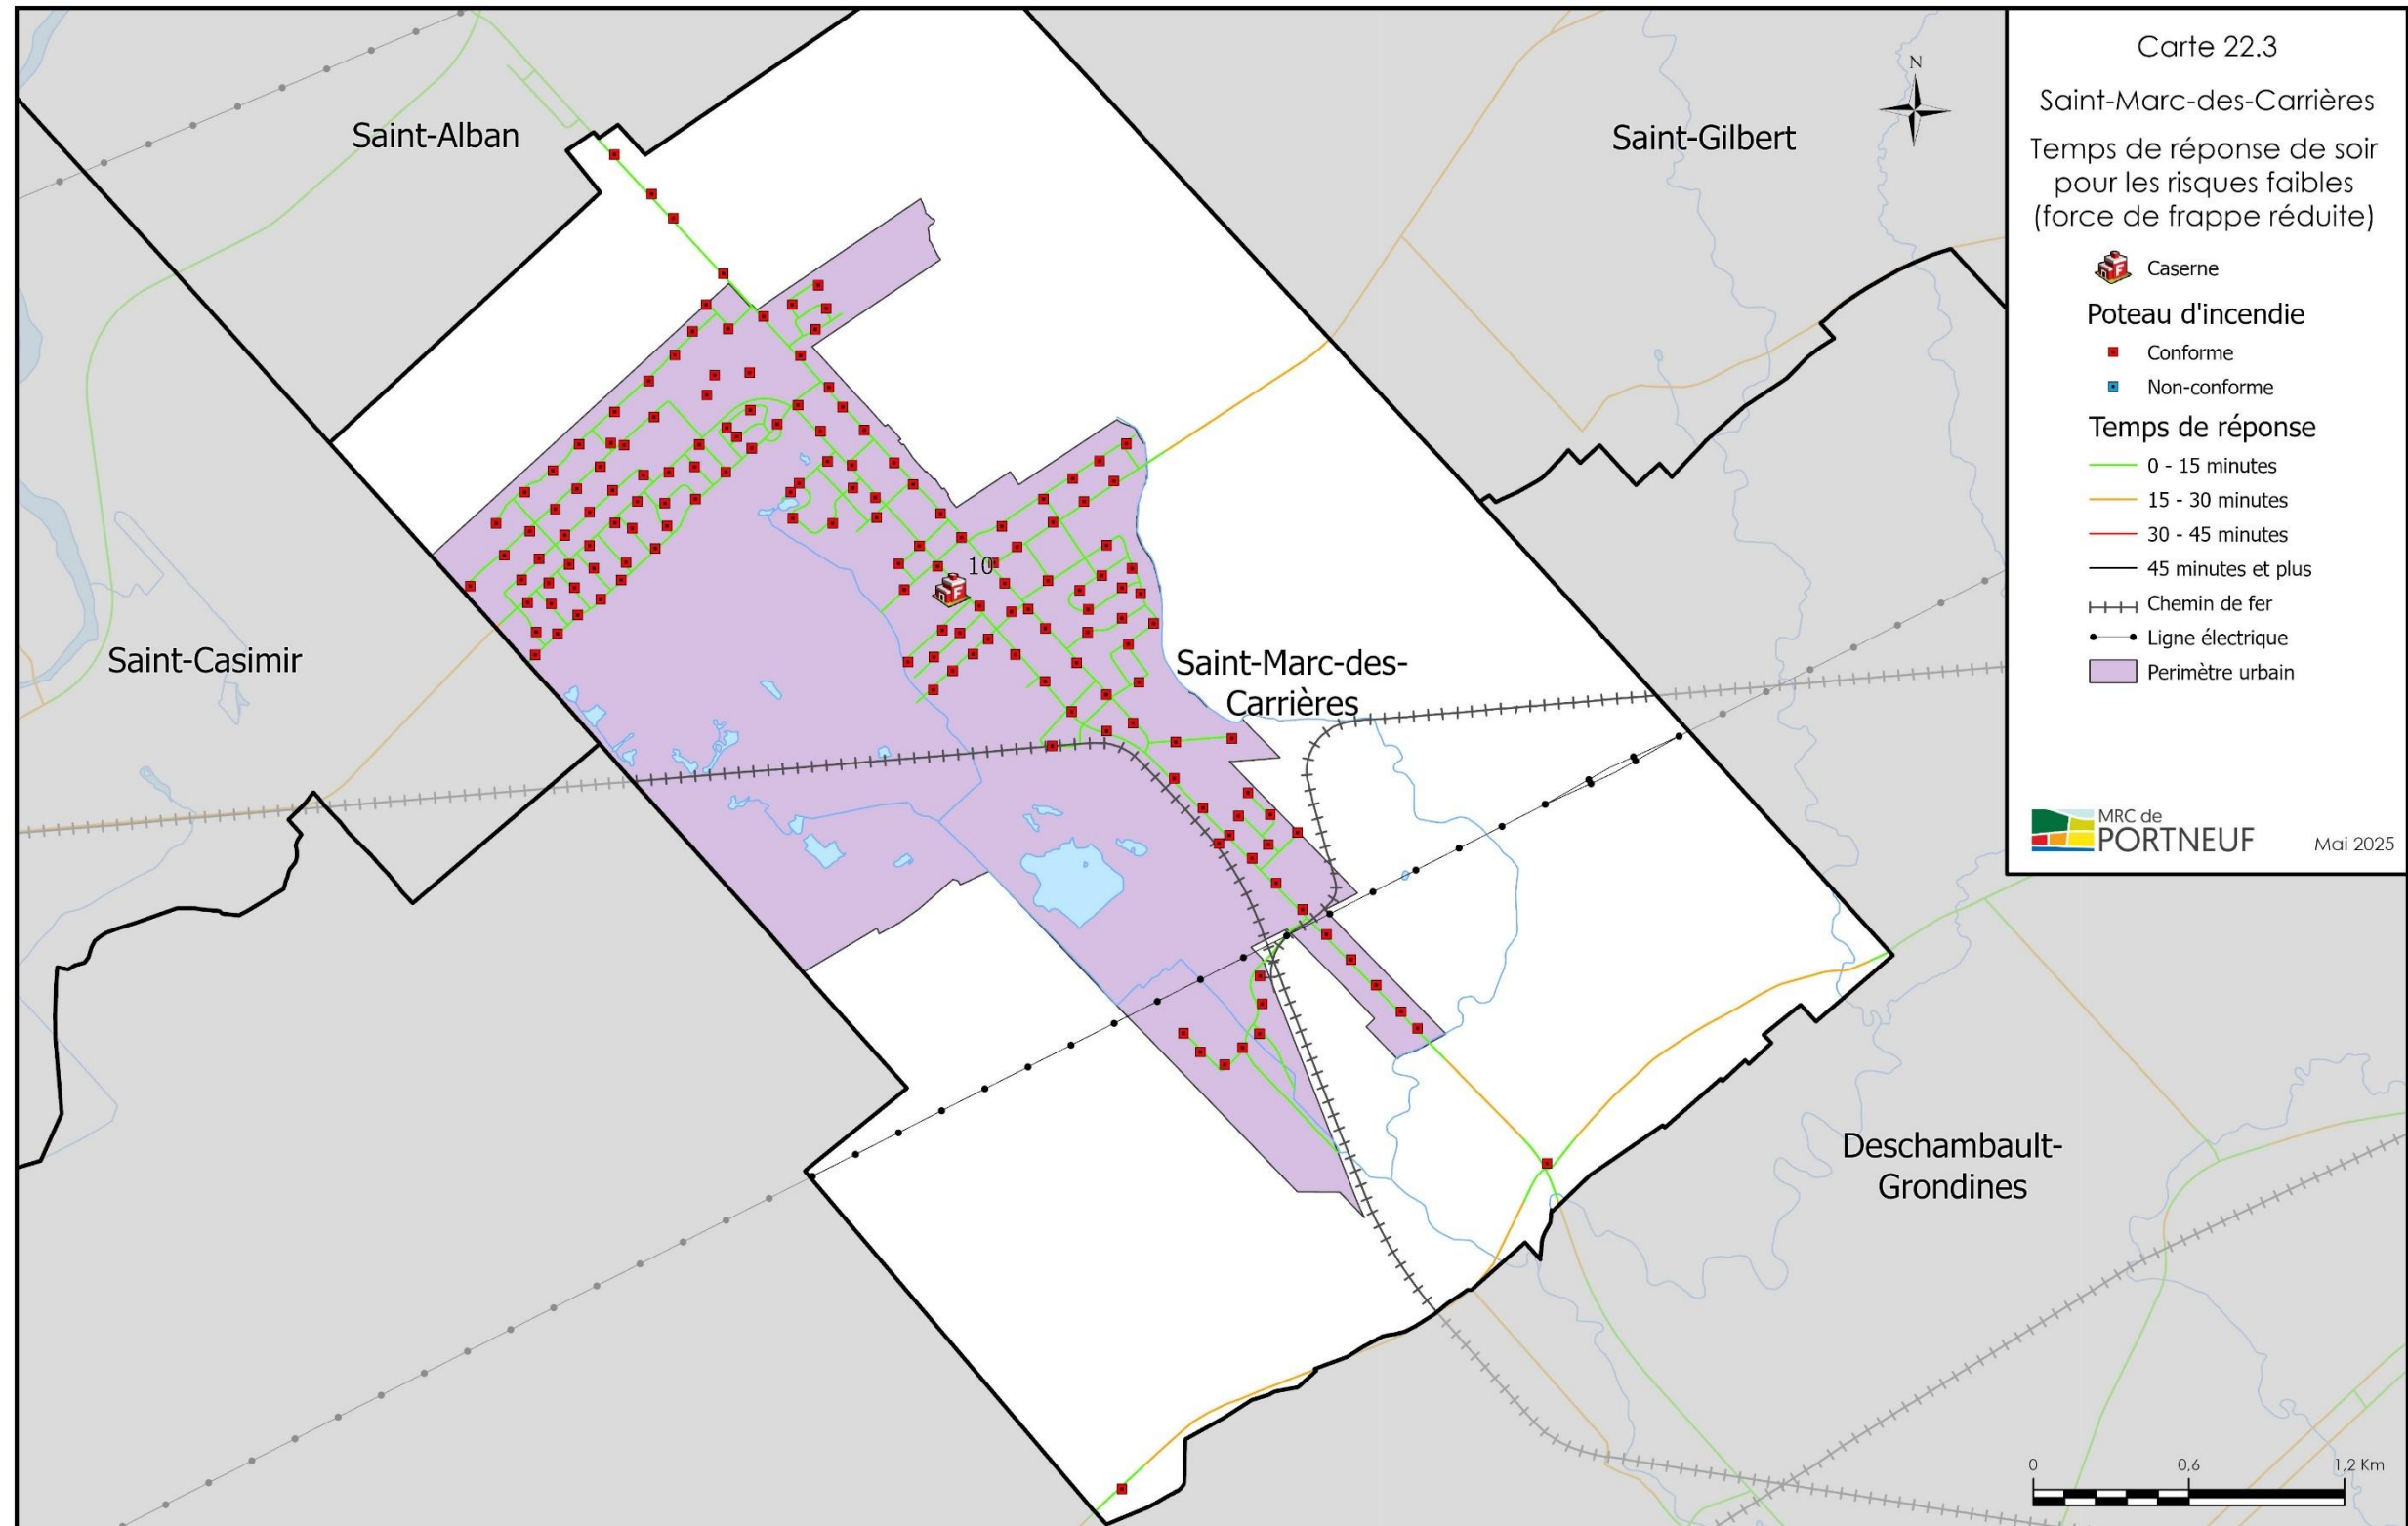 Carte 22.3
Saint-Marc-des-Carrières
Temps de réponse de soir
pour les risques faibles
(force de frappe réduite)
Caserne
Poteau d'incendie
Conforme
Non-conforme
Temps de réponse
0 - 15 minutes
15 - 30 minutes
30 - 45 minutes
45 minutes et plus
Chemin de fer
Ligne électrique
Perimètre urbain
MRC de
PORTNEUF
Mai 2025
N
Saint-Alban
Saint-Gilbert
Saint-Casimir
10
Saint-Marc-des-
Carrières
Deschambault-
Grondines
0 0,6 1,2 Km